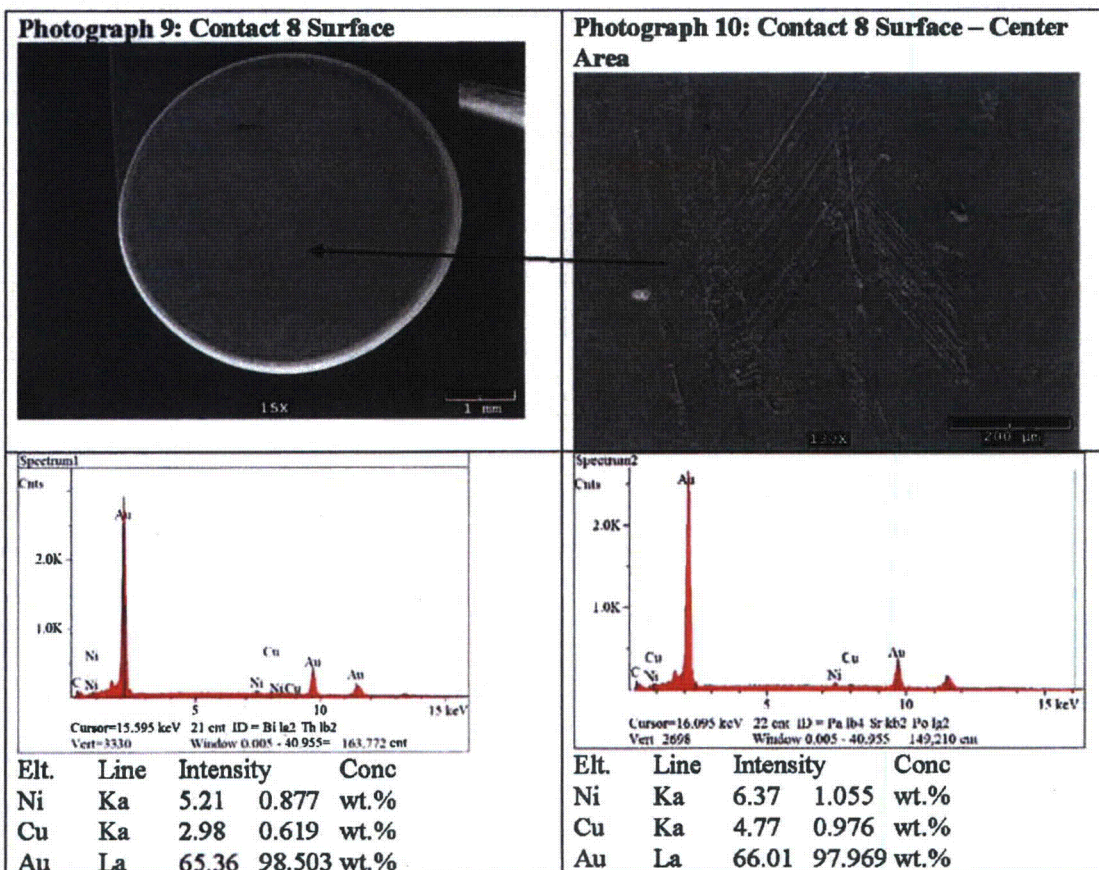 Photograph 9: Contact 8 Surface
15X
1 mm
Photograph 10: Contact 8 Surface – Center
Area
130X
200 μm
Spectrum1
Cnts
Au
2.0K
1.0K
Ni
C
Ni
Cu
Ni
Ni
Cu
Au
Au
5
10
15 keV
Cursor=15.595 keV 21 cnt ID = Bi la2 Th lb2
Vert=3330 Window 0.005 - 40.955= 163,772 cnt
Elt. Line Intensity Conc
Ni Ka 5.21 0.877 wt.%
Cu Ka 2.98 0.619 wt.%
Au La 65.36 98.503 wt.%
Spectrum2
Cnts
Au
2.0K
1.0K
Cu
C
Ni
Ni
Cu
Au
5
10
15 keV
Cursor=16.095 keV 22 cnt ID = Pa lb4 Sr kb2 Po la2
Vert 2698 Window 0.005 - 40.955 149,210 cnt
Elt. Line Intensity Conc
Ni Ka 6.37 1.055 wt.%
Cu Ka 4.77 0.976 wt.%
Au La 66.01 97.969 wt.%